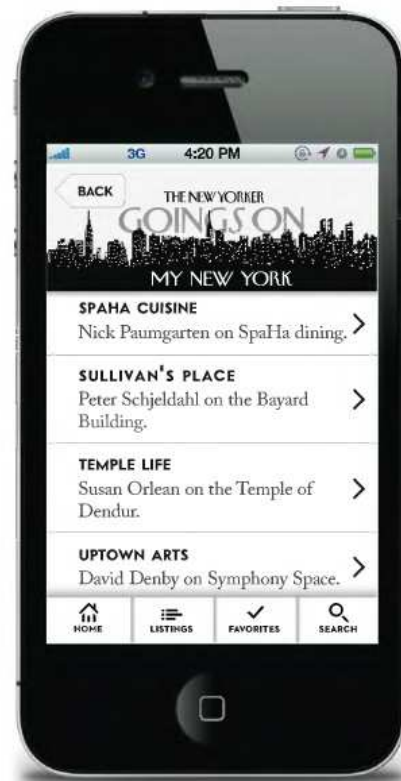 3G 4:20 PM
BACK
THE NEW YORKER
GOINGS ON
MY NEW YORK
SPAHA CUISINE
Nick Paumgarten on SpaHa dining.
SULLIVAN'S PLACE
Peter Schjeldahl on the Bayard
Building.
TEMPLE LIFE
Susan Orlean on the Temple of
Dendur.
UPTOWN ARTS
David Denby on Symphony Space.
HOME LISTINGS FAVORITES SEARCH